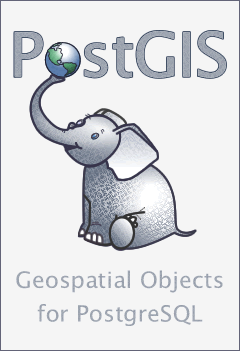 PostGIS
Geospatial Objects
for PostgreSQL